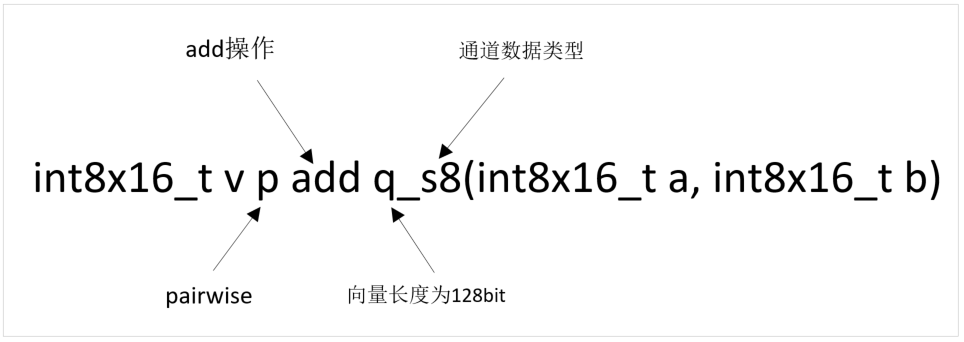 add操作 通道数据类型
int8x16_t v p add q_s8(int8x16_t a, int8x16_t b)
pairwise 向量长度为128bit